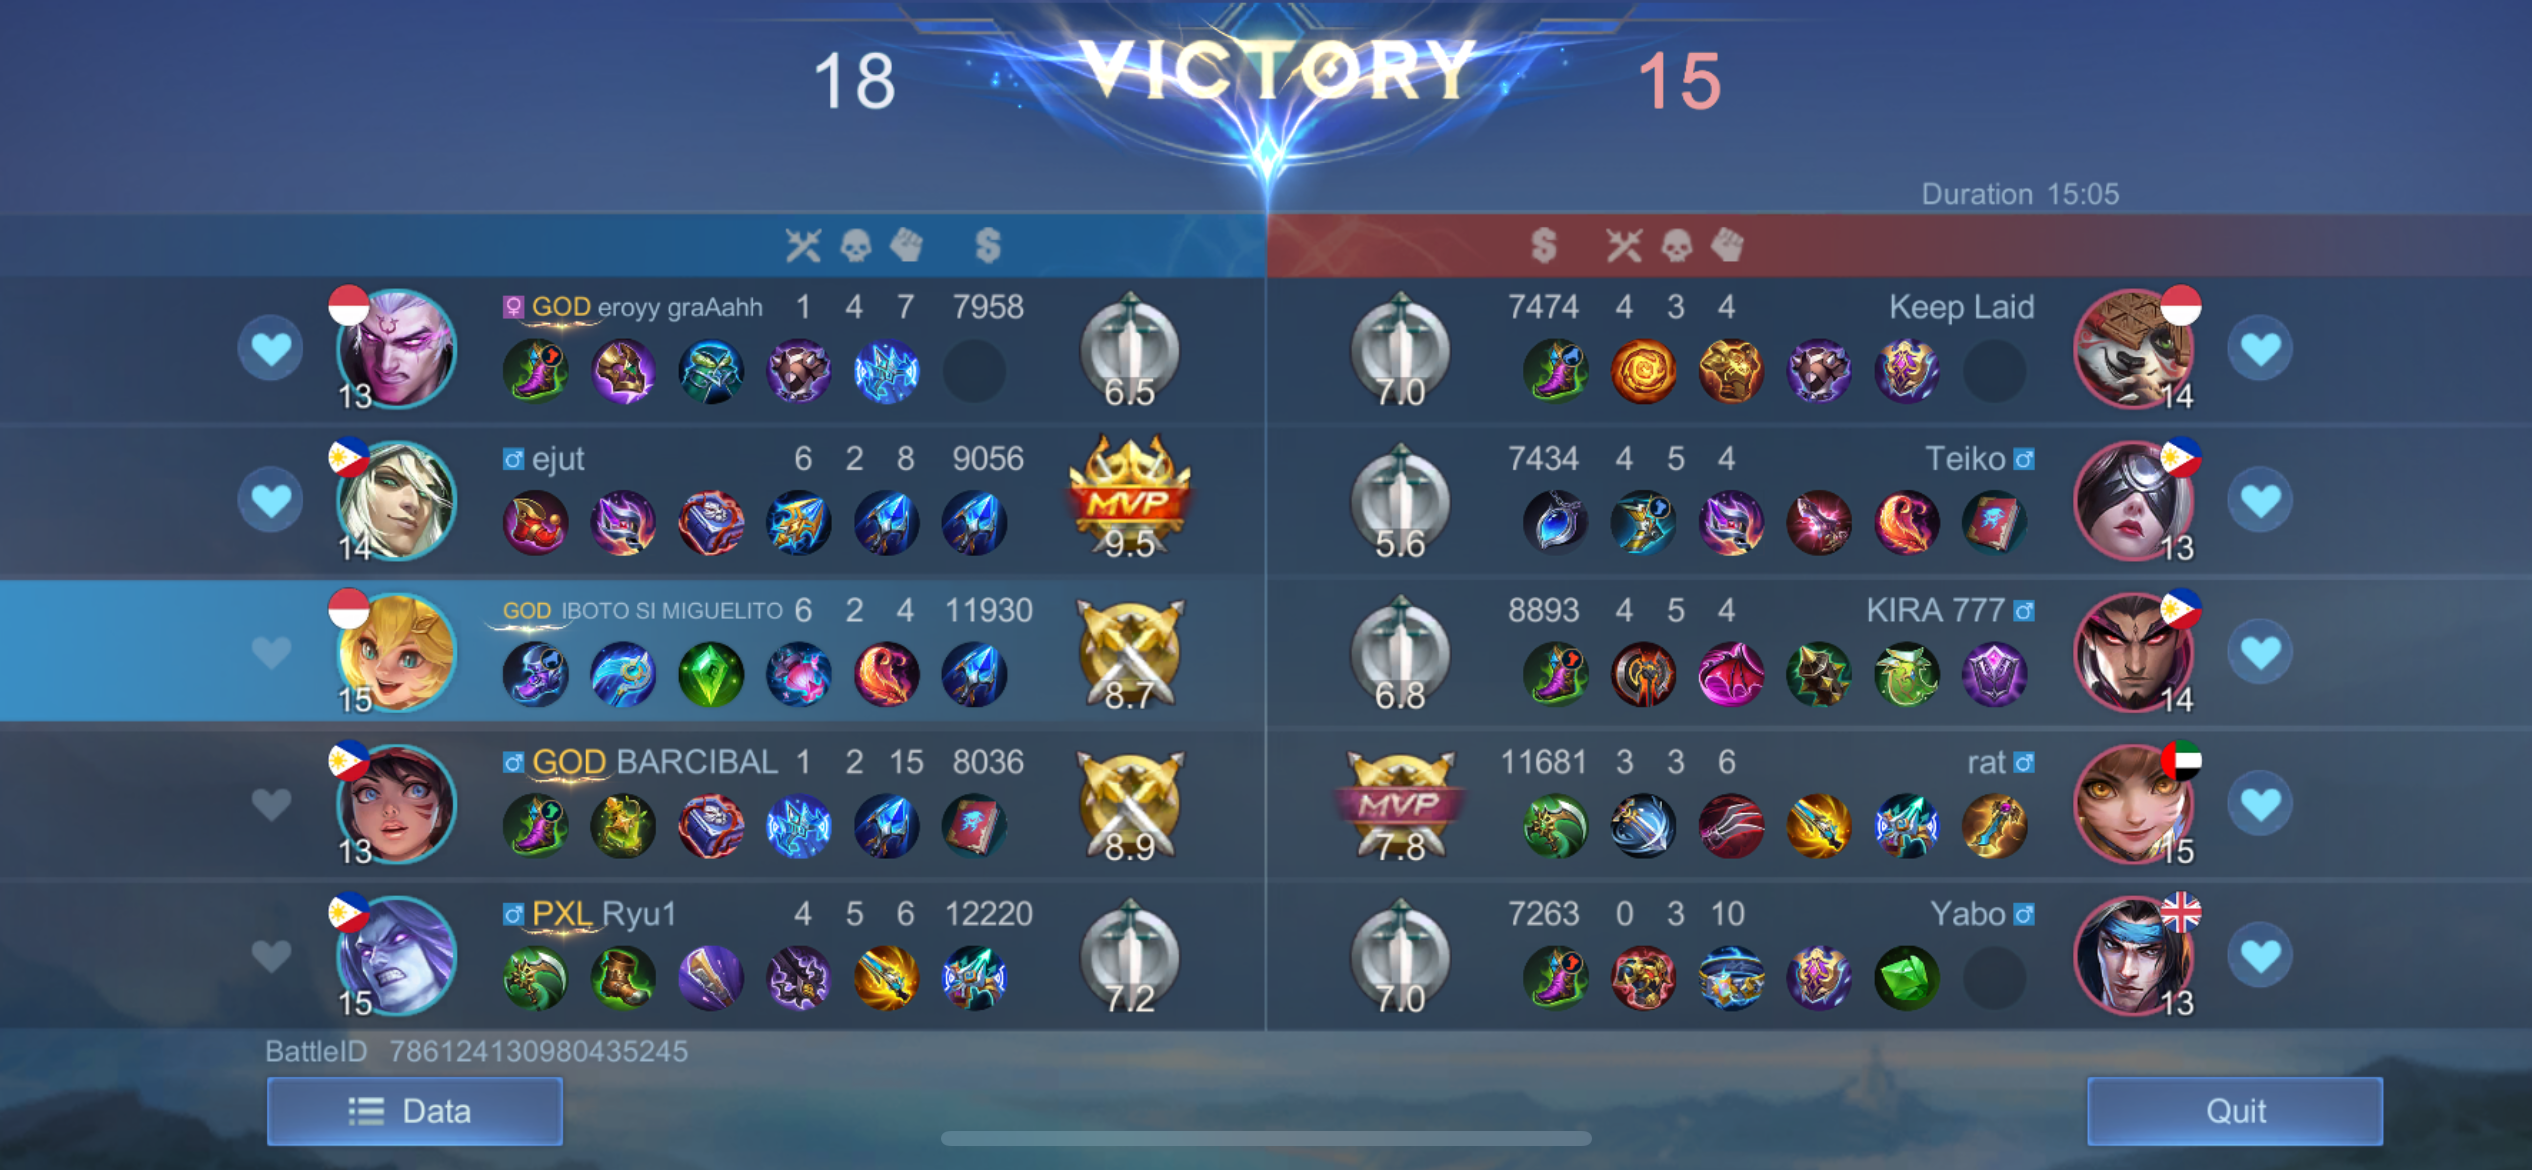 18 VICTORY 15
Duration 15:05
GOD eroyy graAahh 1 4 7 7958
13 6.5
7474 4 3 4 Keep Laid
7.0 14
ejut 6 2 8 9056
14 MVP 9.5
7434 4 5 4 Teiko
5.6 13
GOD IBOTO SI MIGUELITO 6 2 4 11930
15 8.7
8893 4 5 4 KIRA 777
6.8 14
GOD BARCIBAL 1 2 15 8036
13 8.9
11681 3 3 6 rat
MVP 7.8 15
PXL Ryu1 4 5 6 12220
15 7.2
7263 0 3 10 Yabo
7.0 13
BattleID 786124130980435245
Data
Quit